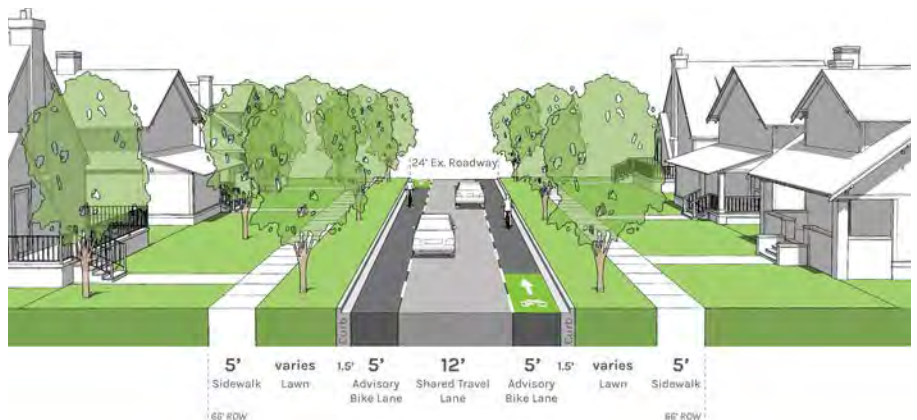 24' Ex. Roadway
Curb
Curb
5' varies 1.5' 5' 12' 5' 1.5' varies 5'
Sidewalk Lawn Advisory Bike Lane Shared Travel Lane Advisory Bike Lane Lawn Sidewalk
66' ROW 66' ROW